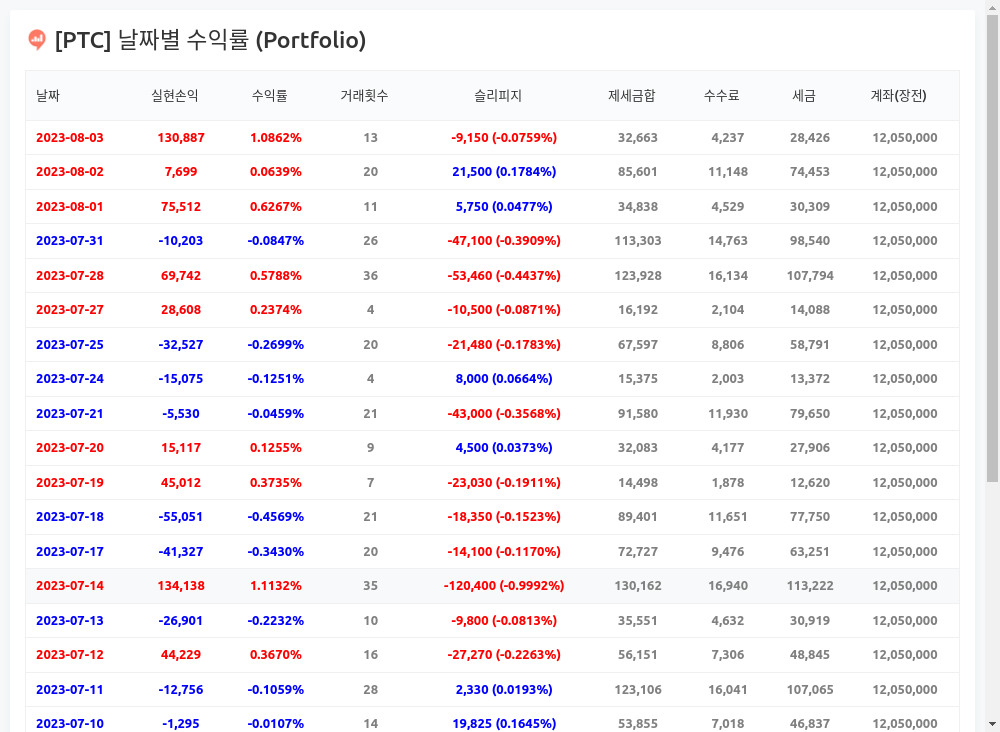 [PTC] 날짜별 수익률 (Portfolio)
날짜 실현손익 수익률 거래횟수 슬리피지 제세금합 수수료 세금 계좌(장전)
2023-08-03 130,887 1.0862% 13 -9,150 (-0.0759%) 32,663 4,237 28,426 12,050,000
2023-08-02 7,699 0.0639% 20 21,500 (0.1784%) 85,601 11,148 74,453 12,050,000
2023-08-01 75,512 0.6267% 11 5,750 (0.0477%) 34,838 4,529 30,309 12,050,000
2023-07-31 -10,203 -0.0847% 26 -47,100 (-0.3909%) 113,303 14,763 98,540 12,050,000
2023-07-28 69,742 0.5788% 36 -53,460 (-0.4437%) 123,928 16,134 107,794 12,050,000
2023-07-27 28,608 0.2374% 4 -10,500 (-0.0871%) 16,192 2,104 14,088 12,050,000
2023-07-25 -32,527 -0.2699% 20 -21,480 (-0.1783%) 67,597 8,806 58,791 12,050,000
2023-07-24 -15,075 -0.1251% 4 8,000 (0.0664%) 15,375 2,003 13,372 12,050,000
2023-07-21 -5,530 -0.0459% 21 -43,000 (-0.3568%) 91,580 11,930 79,650 12,050,000
2023-07-20 15,117 0.1255% 9 4,500 (0.0373%) 32,083 4,177 27,906 12,050,000
2023-07-19 45,012 0.3735% 7 -23,030 (-0.1911%) 14,498 1,878 12,620 12,050,000
2023-07-18 -55,051 -0.4569% 21 -18,350 (-0.1523%) 89,401 11,651 77,750 12,050,000
2023-07-17 -41,327 -0.3430% 20 -14,100 (-0.1170%) 72,727 9,476 63,251 12,050,000
2023-07-14 134,138 1.1132% 35 -120,400 (-0.9992%) 130,162 16,940 113,222 12,050,000
2023-07-13 -26,901 -0.2232% 10 -9,800 (-0.0813%) 35,551 4,632 30,919 12,050,000
2023-07-12 44,229 0.3670% 16 -27,270 (-0.2263%) 56,151 7,306 48,845 12,050,000
2023-07-11 -12,756 -0.1059% 28 2,330 (0.0193%) 123,106 16,041 107,065 12,050,000
2023-07-10 -1,295 -0.0107% 14 19,825 (0.1645%) 53,855 7,018 46,837 12,050,000